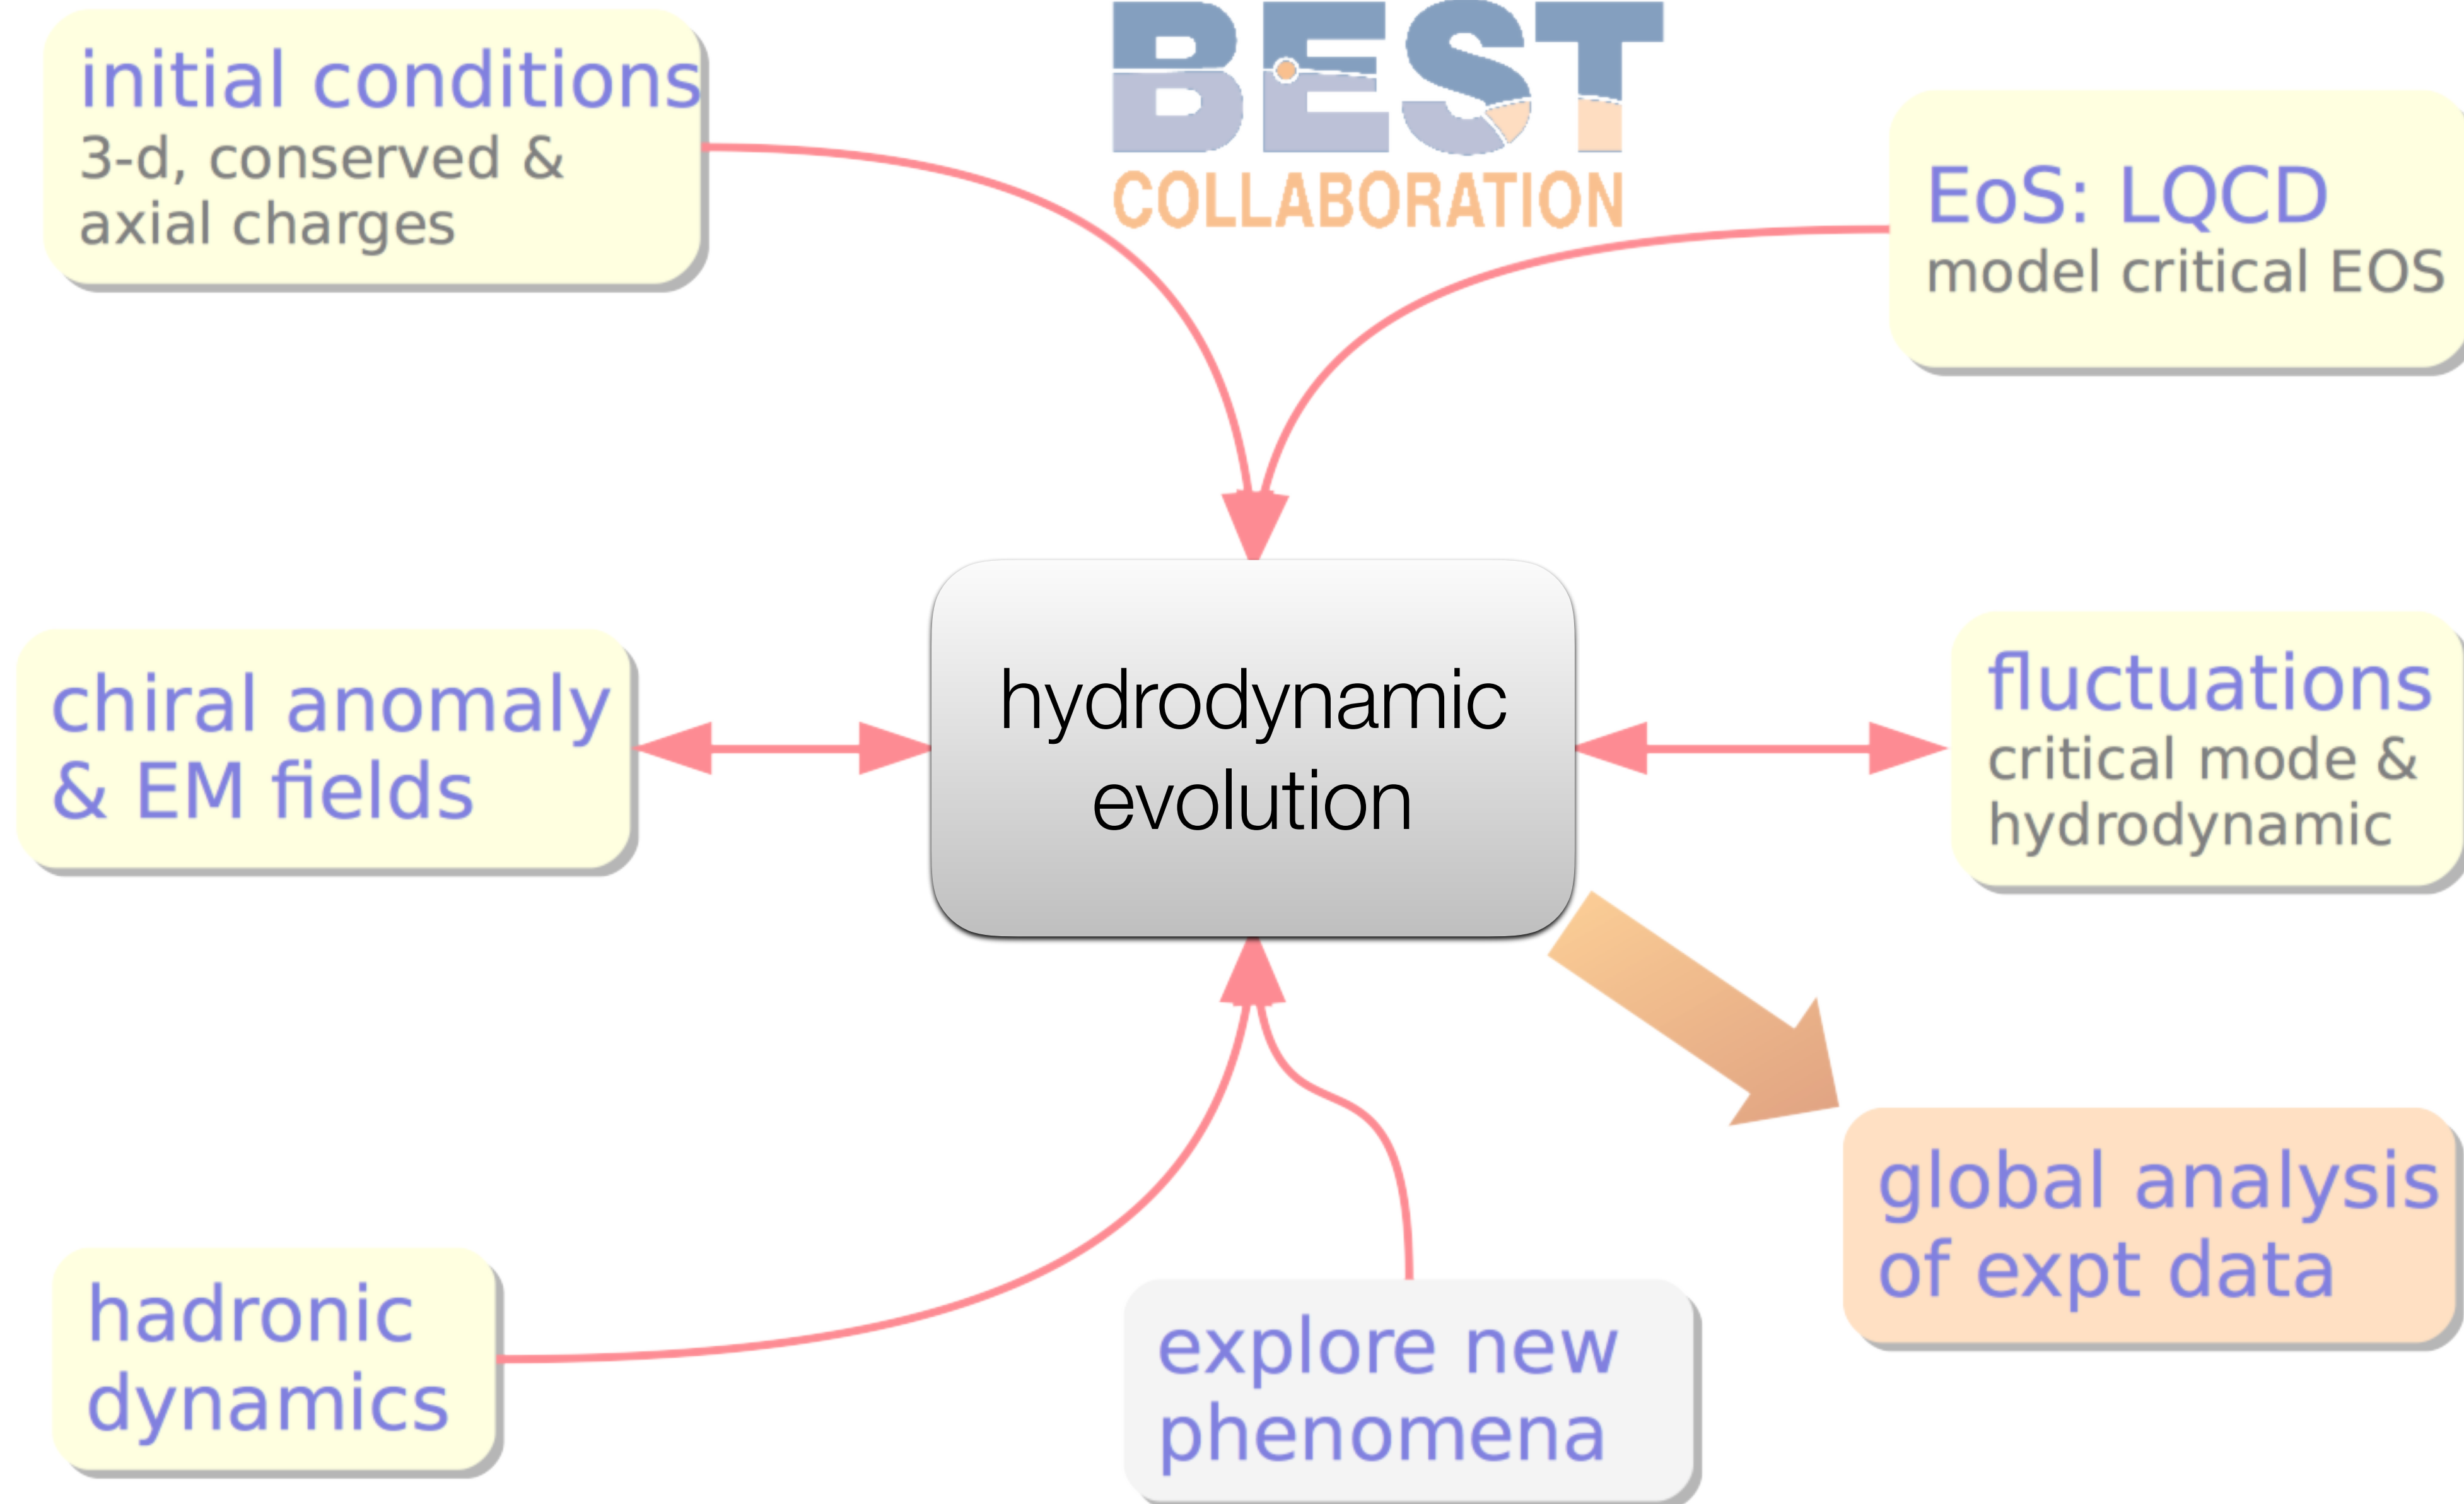 BEST
COLLABORATION
initial conditions
3-d, conserved &
axial charges
EoS: LQCD
model critical EOS
chiral anomaly
& EM fields
hydrodynamic
evolution
fluctuations
critical mode &
hydrodynamic
global analysis
of expt data
hadronic
dynamics
explore new
phenomena